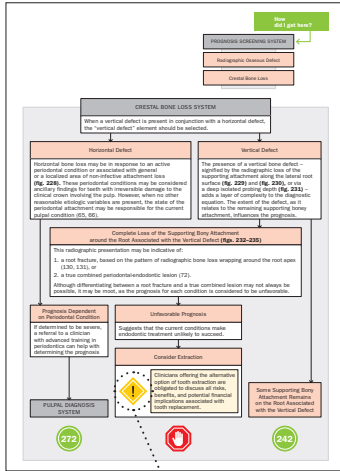 How
did I get here?
PROGNOSIS SCREENING SYSTEM
Radiographic Osseous Defect
Crestal Bone Loss
CRESTAL BONE LOSS SYSTEM
When a vertical defect is present in conjunction with a horizontal defect,
the “vertical defect” element should be selected.
Horizontal Defect
Horizontal bone loss may be in response to an active
periodontal condition or associated with general
or a localized area of non-infective attachment loss
(fig. 228). These periodontal conditions may be considered
ancillary findings for teeth with irreversible damage to the
clinical crown involving the pulp. However, when no other
reasonable etiologic variables are present, the state of the
periodontal attachment may be responsible for the current
pulpal condition (65, 66).
Vertical Defect
The presence of a vertical bone defect –
signified by the radiographic loss of the
supporting attachment along the lateral root
surface (fig. 229) and (fig. 230), or via
a deep isolated probing depth (fig. 231) –
adds a layer of complexity to the diagnostic
equation. The extent of the defect, as it
relates to the remaining supporting boney
attachment, influences the prognosis.
Complete Loss of the Supporting Bony Attachment
around the Root Associated with the Vertical Defect (figs. 232–235)
This radiographic presentation may be indicative of:
1. a root fracture, based on the pattern of radiographic bone loss wrapping around the root apex
(130, 131), or
2. a true combined periodontal-endodontic lesion (72).
Although differentiating between a root fracture and a true combined lesion may not always be
possible, it may be moot, as the prognosis for each condition is considered to be unfavorable.
Prognosis Dependent
on Periodontal Condition
If determined to be severe,
a referral to a clinician
with advanced training in
periodontics can help with
determining the prognosis
Unfavorable Prognosis
Suggests that the current conditions make
endodontic treatment unlikely to succeed.
Consider Extraction
Clinicians offering the alternative
option of tooth extraction are
obligated to discuss all risks,
benefits, and potential financial
implications associated with
tooth replacement.
!
PULPAL DIAGNOSIS
SYSTEM
Some Supporting Bony
Attachment Remains
on the Root Associated
with the Vertical Defect
272
242